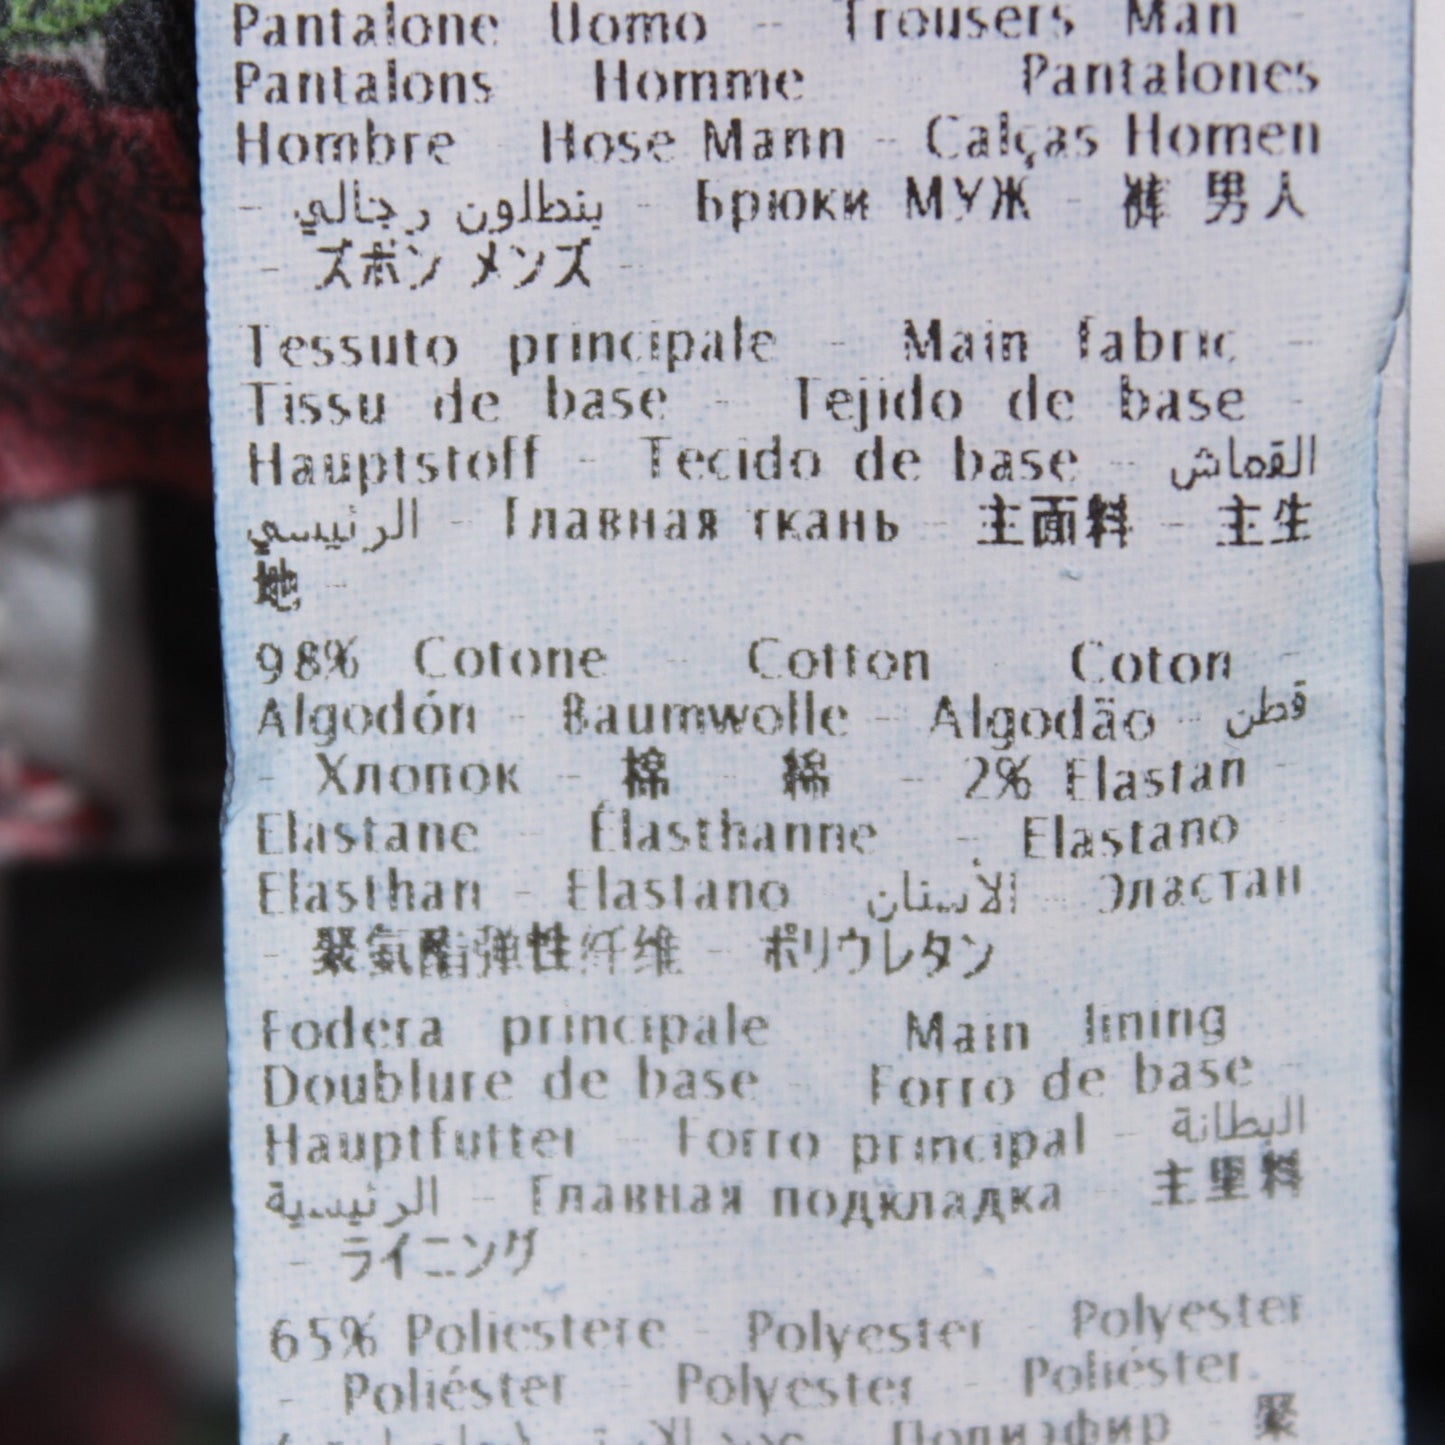 Pantalone Uomo - Trousers Man
Pantalons Homme Pantalones
Hombre Hose Mann - Calças Homen
- بنطلون رجالي - Брюки МУЖ - 裤 男人
- ズボン メンズ
Tessuto principale - Main fabric -
Tissu de base - Tejido de base -
Hauptstoff - Tecido de base - القماش
الرئيسي - Главная ткань - 主面料 - 主生
地 -
98% Cotone - Cotton - Coton -
Algodón - Baumwolle - Algodão - قطن
- Хлопок - 棉 - 綿 - 2% Elastan -
Elastane - Élasthanne - Elastano -
Elasthan - Elastano الاستان - Эластан
- 聚氨酯弹性纤维 - ポリウレタン
Fodera principale Main lining
Doublure de base - Forro de base -
Hauptfutter - Forro principal - البطانة
الرئيسية - Главная подкладка - 主里料
- ライニング
65% Poliestere - Polyester - Polyester
- Poliéster - Polyester - Poliéster
Полиэфир - 聚